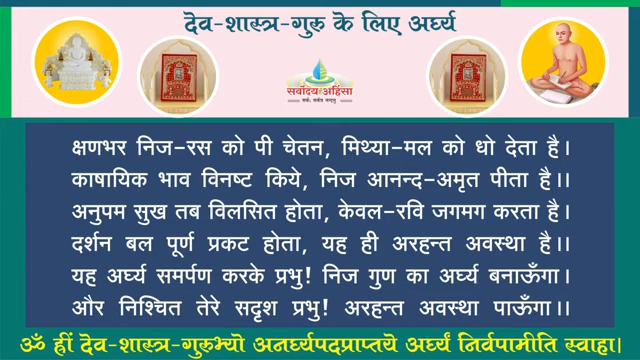 देव-शास्त्र-गुरु के लिए अर्घ्य
सर्वोदय अहिंसा
क्षणभर निज-रस को पी चेतन, मिथ्या-मल को धो देता है।
काषायिक भाव विनष्ट किये, निज आनन्द-अमृत पीता है।।
अनुपम सुख तब विलसित होता, केवल-रवि जगमग करता है।
दर्शन बल पूर्ण प्रकट होता, यह ही अरहन्त अवस्था है।।
यह अर्घ्य समर्पण करके प्रभु! निज गुण का अर्घ्य बनाऊँगा।
और निश्चित तेरे सदृश प्रभु! अरहन्त अवस्था पाऊँगा।।
ॐ ह्रीं देव-शास्त्र-गुरुभ्यो अनर्घ्यपदप्राप्तये अर्घ्यं निर्वपामीति स्वाहा।